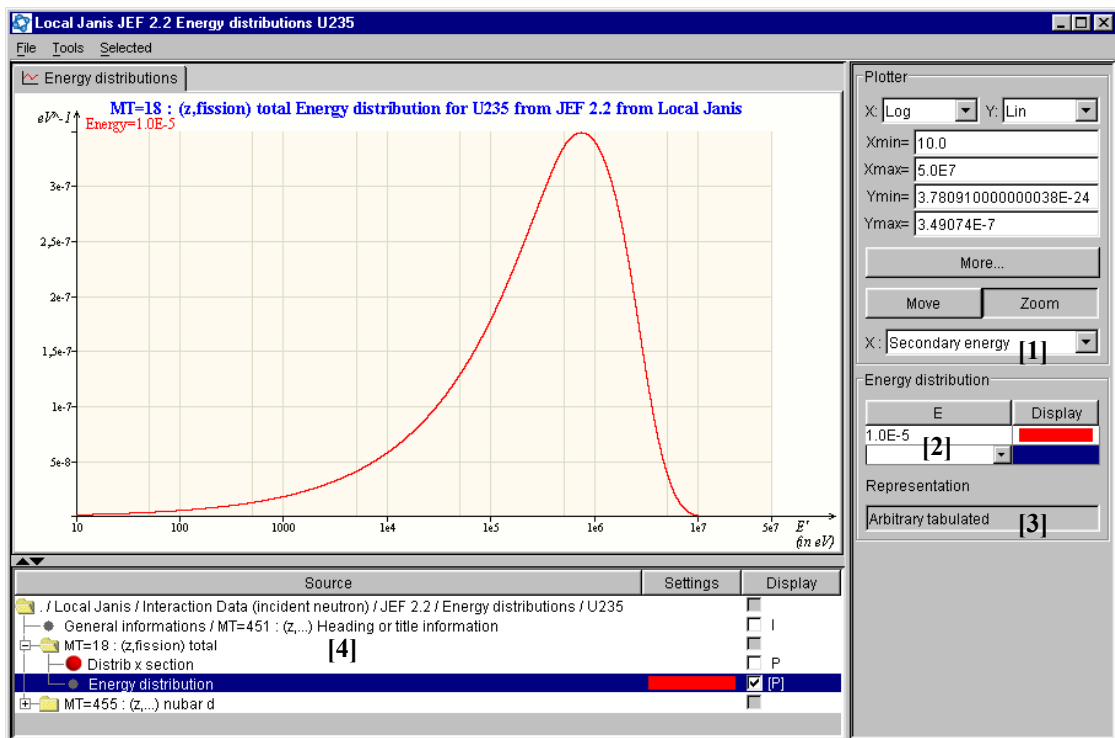 Local Janis JEF 2.2 Energy distributions U235
File Tools Selected
Energy distributions
MT=18 : (z,fission) total Energy distribution for U235 from JEF 2.2 from Local Janis
eV^-1
Energy=1.0E-5
3e-7
2,5e-7
2e-7
1,5e-7
1e-7
5e-8
10 100 1000 1e4 1e5 1e6 1e7 5e7 E'
(in eV)
Plotter
X: Log Y: Lin
Xmin= 10.0
Xmax= 5.0E7
Ymin= 3.780910000000038E-24
Ymax= 3.49074E-7
More...
Move Zoom
X : Secondary energy [1]
Energy distribution
E Display
1.0E-5
[2]
Representation
Arbitrary tabulated [3]
Source Settings Display
. / Local Janis / Interaction Data (incident neutron) / JEF 2.2 / Energy distributions / U235
General informations / MT=451 : (z,...) Heading or title information I
MT=18 : (z,fission) total [4]
Distrib x section P
Energy distribution [P]
MT=455 : (z,...) nubar d